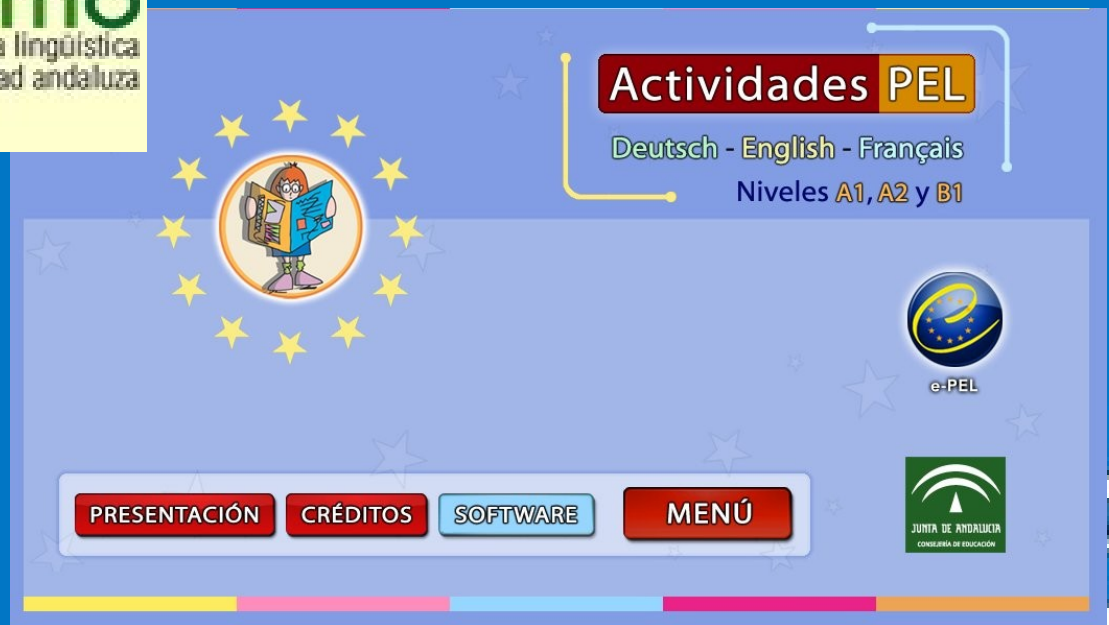 lingüística
andaluza
Actividades PEL
Deutsch - English - Français
Niveles A1, A2 y B1
e-PEL
PRESENTACIÓN
CRÉDITOS
SOFTWARE
MENÚ
JUNTA DE ANDALUCIA
CONSEJERÍA DE EDUCACIÓN